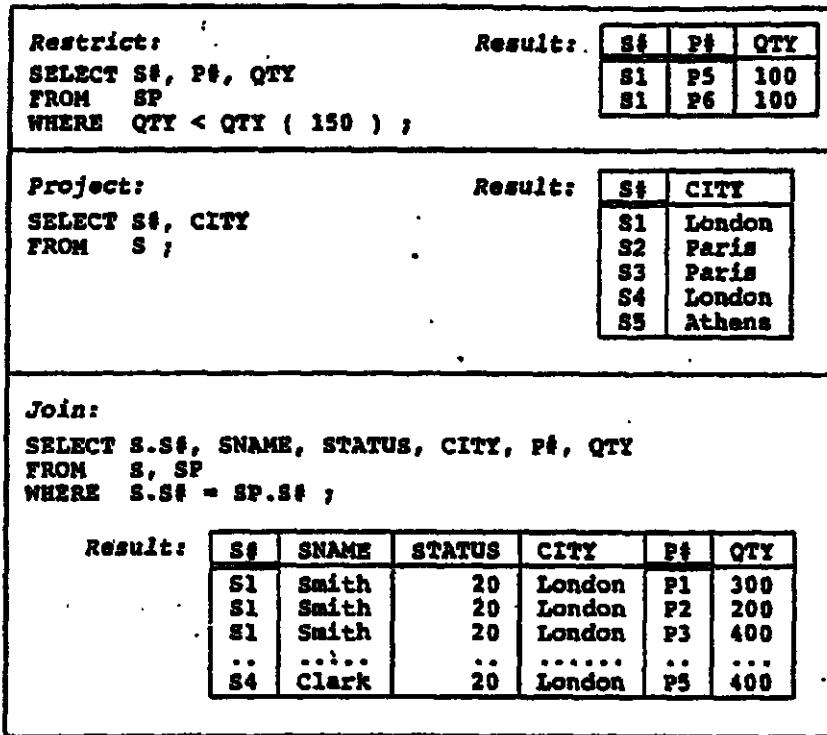 Restrict: Result: S# P# QTY
SELECT S#, P#, QTY S1 P5 100
FROM SP S1 P6 100
WHERE QTY < QTY ( 150 ) ;
Project: Result: S# CITY
SELECT S#, CITY S1 London
FROM S ; S2 Paris
S3 Paris
S4 London
S5 Athens
Join:
SELECT S.S#, SNAME, STATUS, CITY, P#, QTY
FROM S, SP
WHERE S.S# = SP.S# ;
Result: S# SNAME STATUS CITY P# QTY
S1 Smith 20 London P1 300
S1 Smith 20 London P2 200
S1 Smith 20 London P3 400
.. ..... .. ...... .. ...
S4 Clark 20 London P5 400